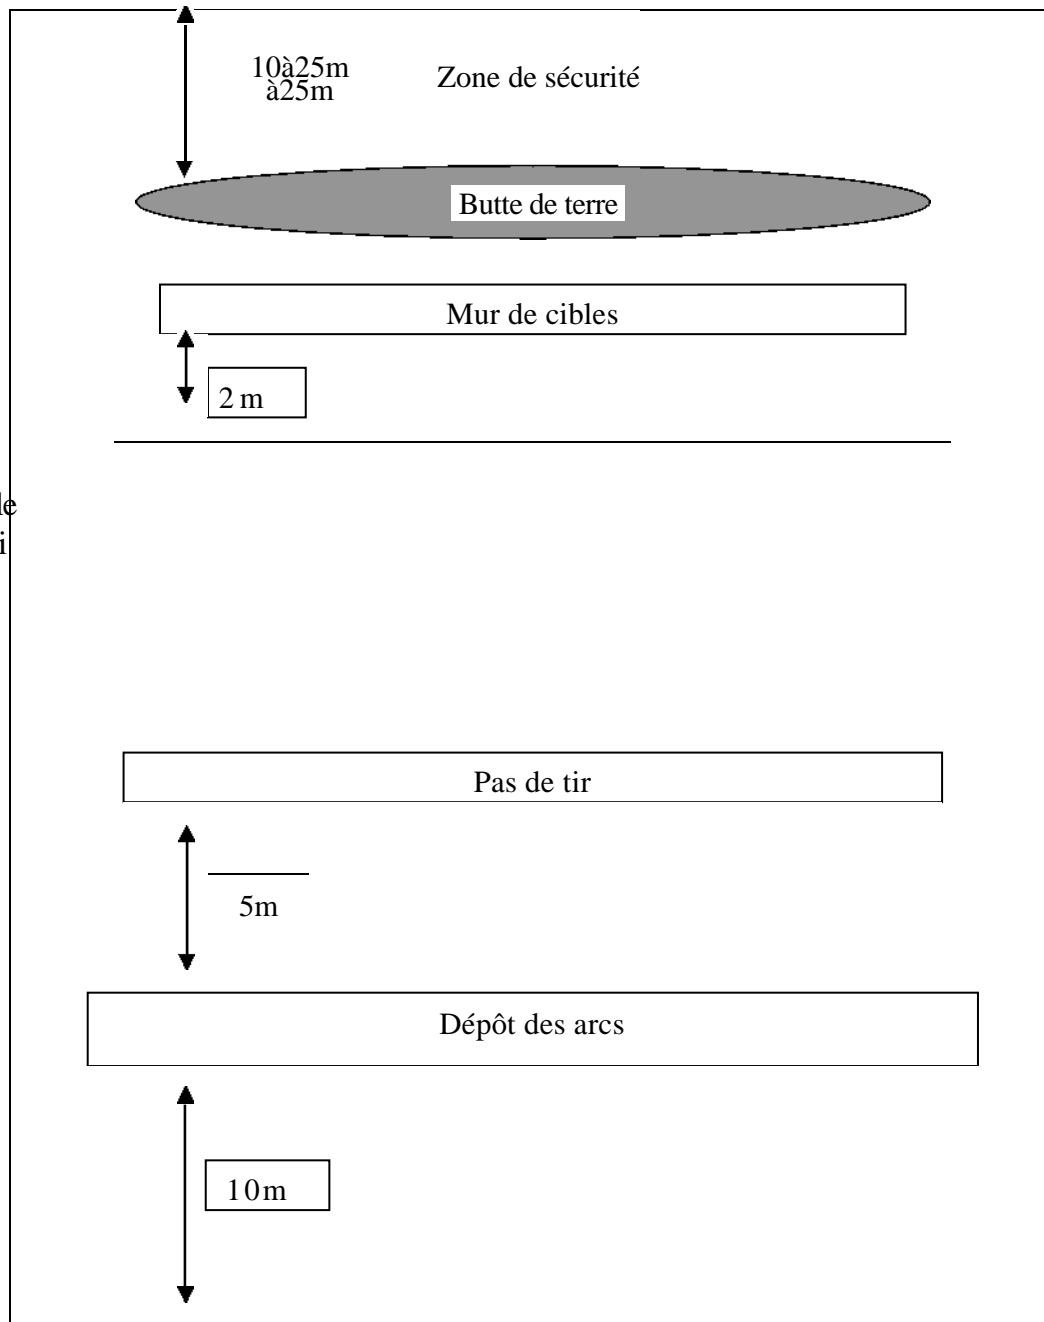 10à25m
à25m
Zone de sécurité
Butte de terre
Mur de cibles
2 m
Pas de tir
5m
Dépôt des arcs
10m